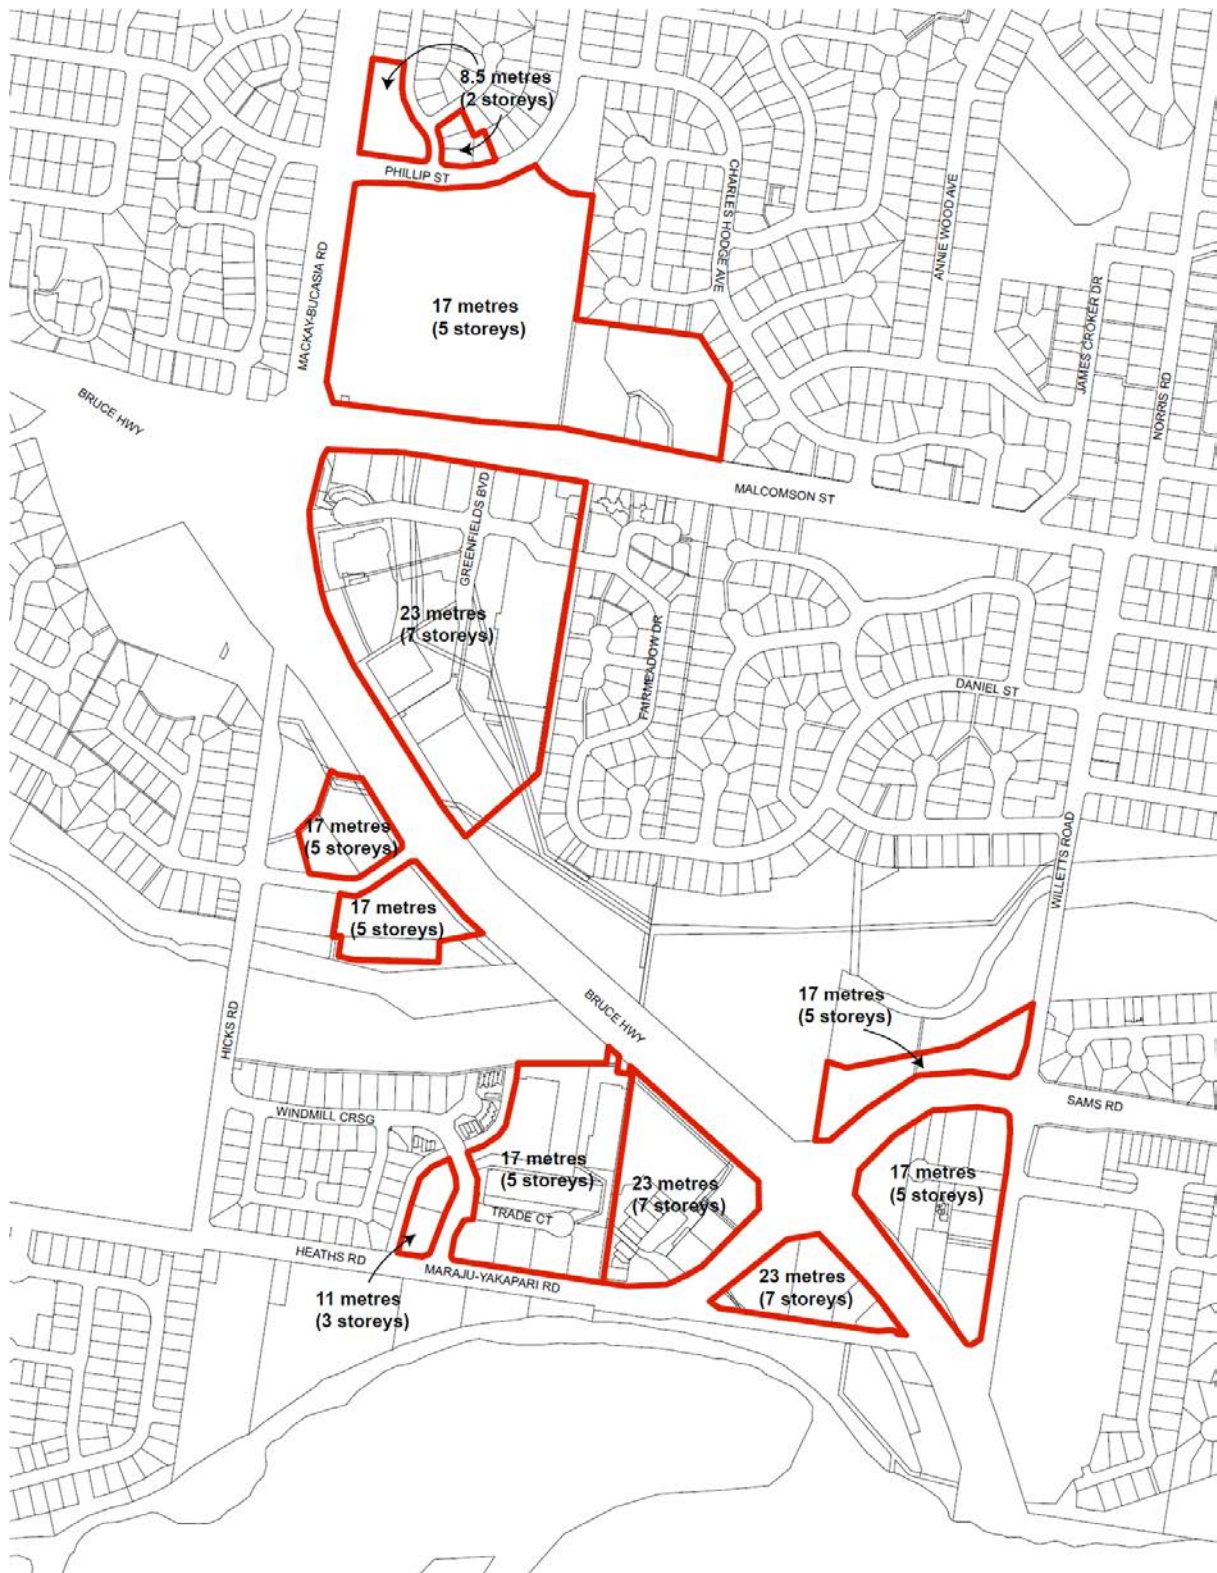 8.5 metres
(2 storeys)
PHILLIP ST
CHARLES HODGE AVE
ANNIE WOOD AVE
MACKAY-BUCASIA RD
17 metres
(5 storeys)
JAMES CROKER DR
NORRIS RD
BRUCE HWY
MALCOMSON ST
GREENFIELDS BVD
23 metres
(7 storeys)
FAIRMEADOW DR
DANIEL ST
17 metres
(5 storeys)
WILLETTS ROAD
17 metres
(5 storeys)
17 metres
(5 storeys)
BRUCE HWY
HICKS RD
SAMS RD
WINDMILL CRSG
17 metres
(5 storeys)
23 metres
(7 storeys)
17 metres
(5 storeys)
TRADE CT
HEATHS RD
MARAJU-YAKAPARI RD
23 metres
(7 storeys)
11 metres
(3 storeys)